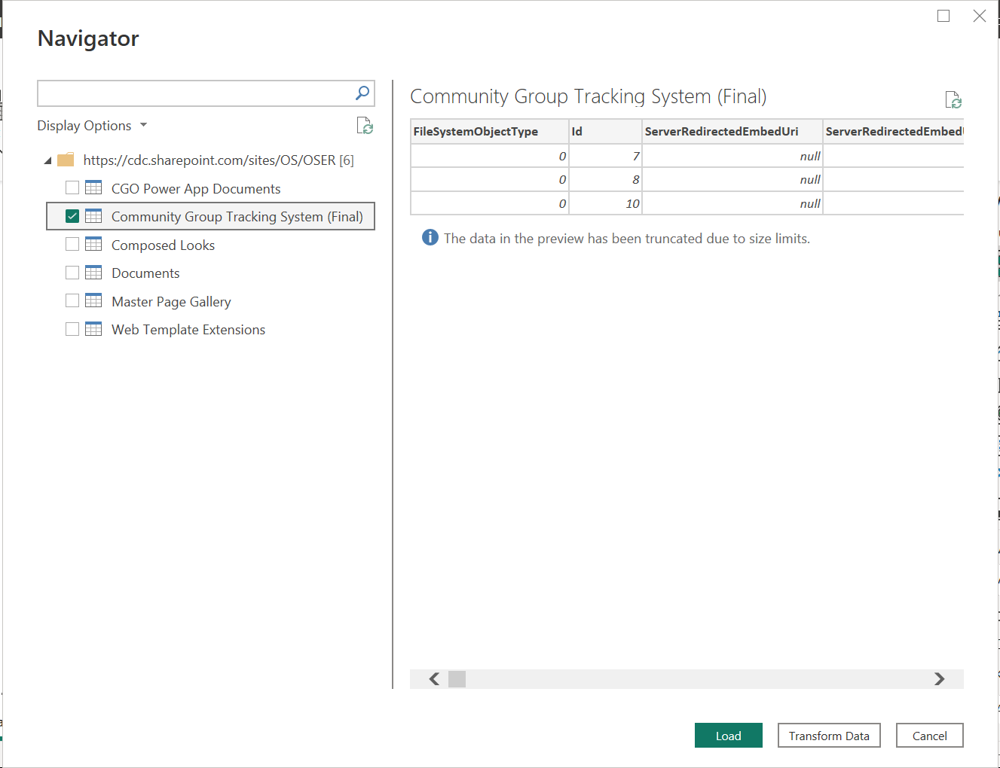 Navigator
Display Options
https://cdc.sharepoint.com/sites/OS/OSER [6]
CGO Power App Documents
Community Group Tracking System (Final)
Composed Looks
Documents
Master Page Gallery
Web Template Extensions
Community Group Tracking System (Final)
FileSystemObjectType Id ServerRedirectedEmbedUri ServerRedirectedEmbedU
0 7 null
0 8 null
0 10 null
The data in the preview has been truncated due to size limits.
Load Transform Data Cancel